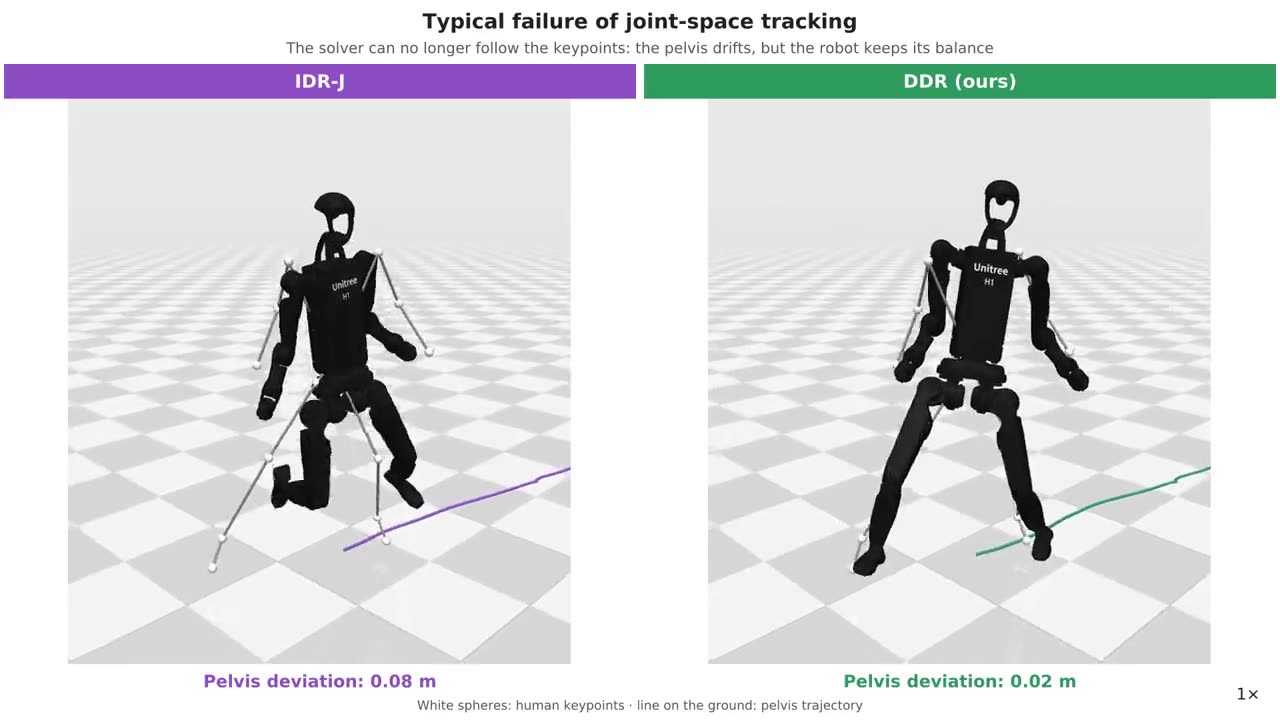 Typical failure of joint-space tracking
The solver can no longer follow the keypoints: the pelvis drifts, but the robot keeps its balance
IDR-J
DDR (ours)
Unitree
H1
Unitree
H1
Pelvis deviation: 0.08 m
Pelvis deviation: 0.02 m
1×
White spheres: human keypoints · line on the ground: pelvis trajectory